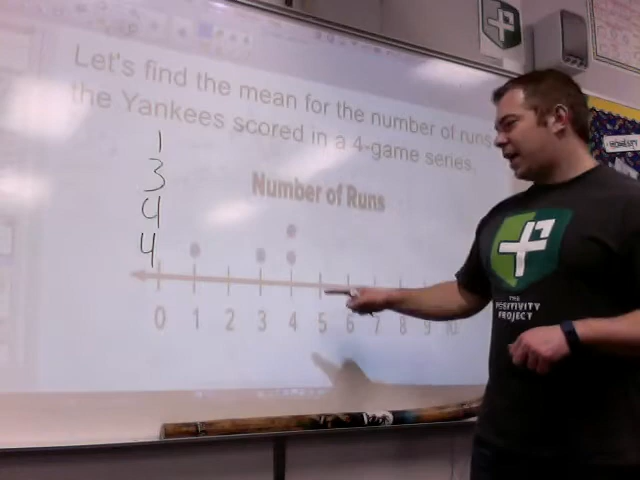 Let's find the mean for the number of runs
the Yankees scored in a 4-game series.
1
3
4
4
Number of Runs
0 1 2 3 4 5 6 7 8 9 10
THE
POSITIVITY
PROJECT